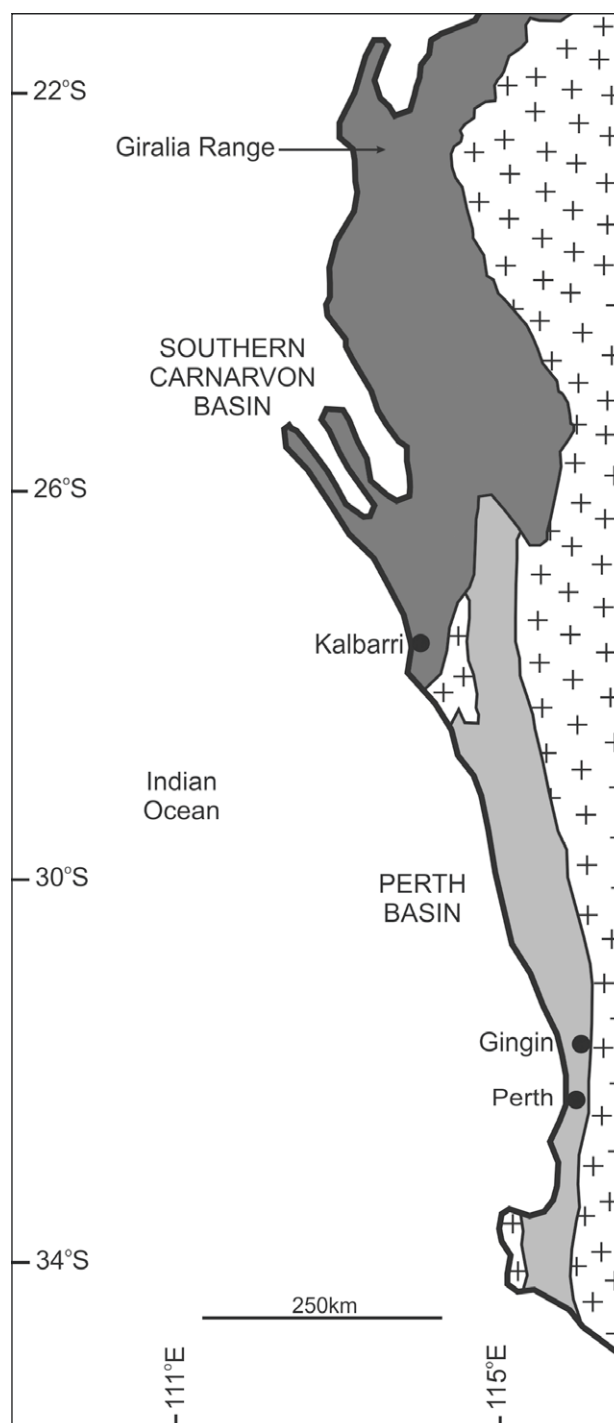 22°S
Giralia Range
SOUTHERN
CARNARVON
BASIN
26°S
Kalbarri
Indian
Ocean
30°S
PERTH
BASIN
Gingin
Perth
34°S
250km
111°E
115°E